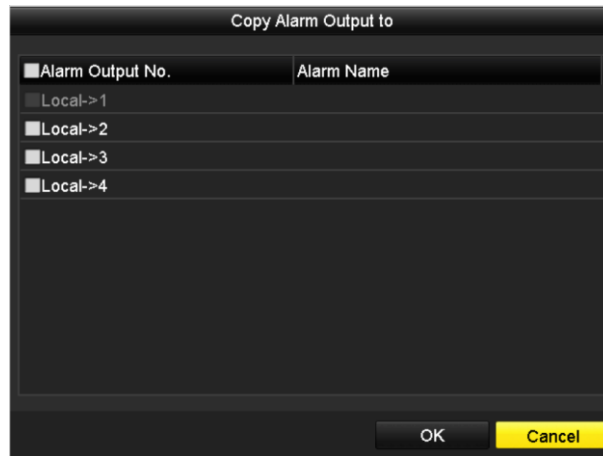 Copy Alarm Output to
Alarm Output No. Alarm Name
Local->1
Local->2
Local->3
Local->4
OK Cancel